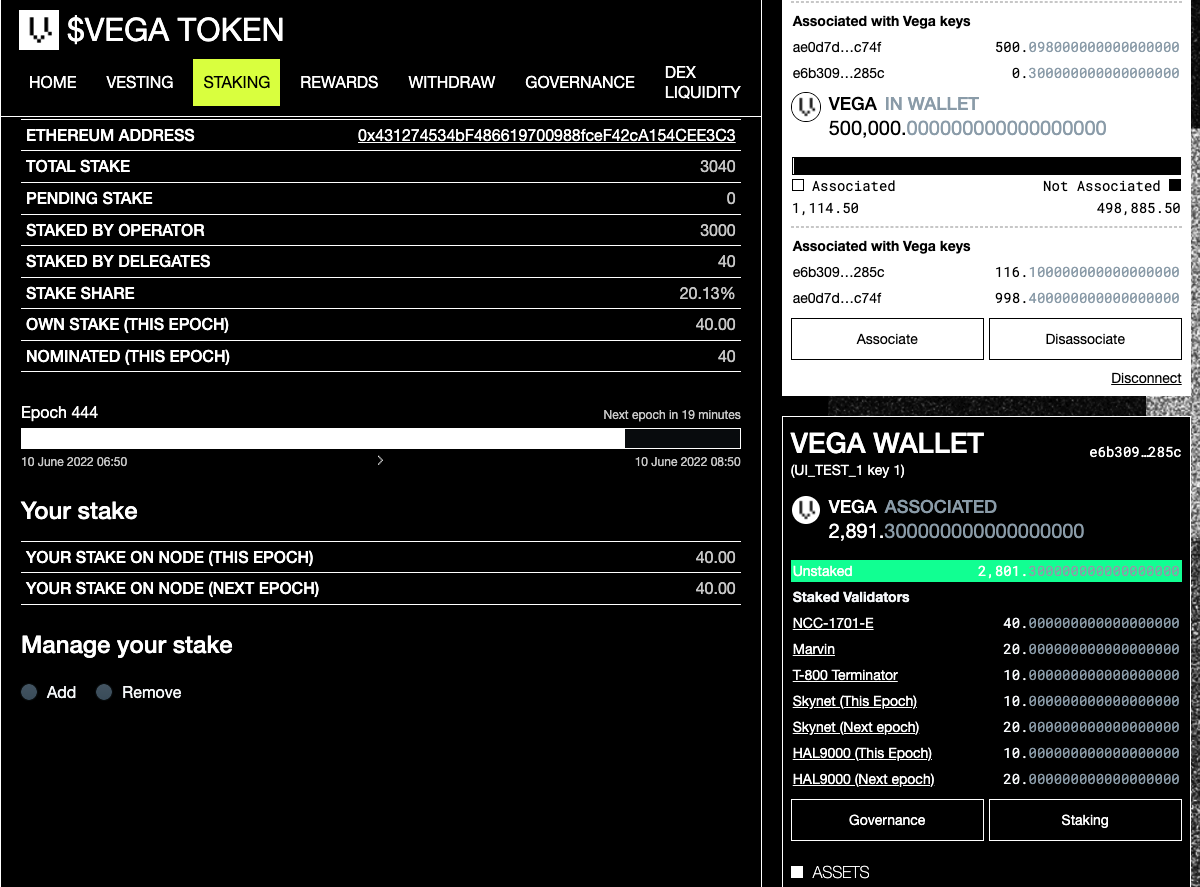 $VEGA TOKEN
HOME VESTING STAKING REWARDS WITHDRAW GOVERNANCE DEX LIQUIDITY
ETHEREUM ADDRESS 0x431274534bF486619700988fceF42cA154CEE3C3
TOTAL STAKE 3040
PENDING STAKE 0
STAKED BY OPERATOR 3000
STAKED BY DELEGATES 40
STAKE SHARE 20.13%
OWN STAKE (THIS EPOCH) 40.00
NOMINATED (THIS EPOCH) 40
Epoch 444 Next epoch in 19 minutes
10 June 2022 06:50 > 10 June 2022 08:50
Your stake
YOUR STAKE ON NODE (THIS EPOCH) 40.00
YOUR STAKE ON NODE (NEXT EPOCH) 40.00
Manage your stake
Add Remove
Associated with Vega keys
ae0d7d…c74f 500.098000000000000000
e6b309…285c 0.300000000000000000
VEGA IN WALLET
500,000.000000000000000000
Associated Not Associated
1,114.50 498,885.50
Associated with Vega keys
e6b309…285c 116.100000000000000000
ae0d7d…c74f 998.400000000000000000
Associate Disassociate
Disconnect
VEGA WALLET e6b309…285c
(UI_TEST_1 key 1)
VEGA ASSOCIATED
2,891.300000000000000000
Unstaked 2,801.300000000000000000
Staked Validators
NCC-1701-E 40.000000000000000000
Marvin 20.000000000000000000
T-800 Terminator 10.000000000000000000
Skynet (This Epoch) 10.000000000000000000
Skynet (Next epoch) 20.000000000000000000
HAL9000 (This Epoch) 10.000000000000000000
HAL9000 (Next epoch) 20.000000000000000000
Governance Staking
ASSETS